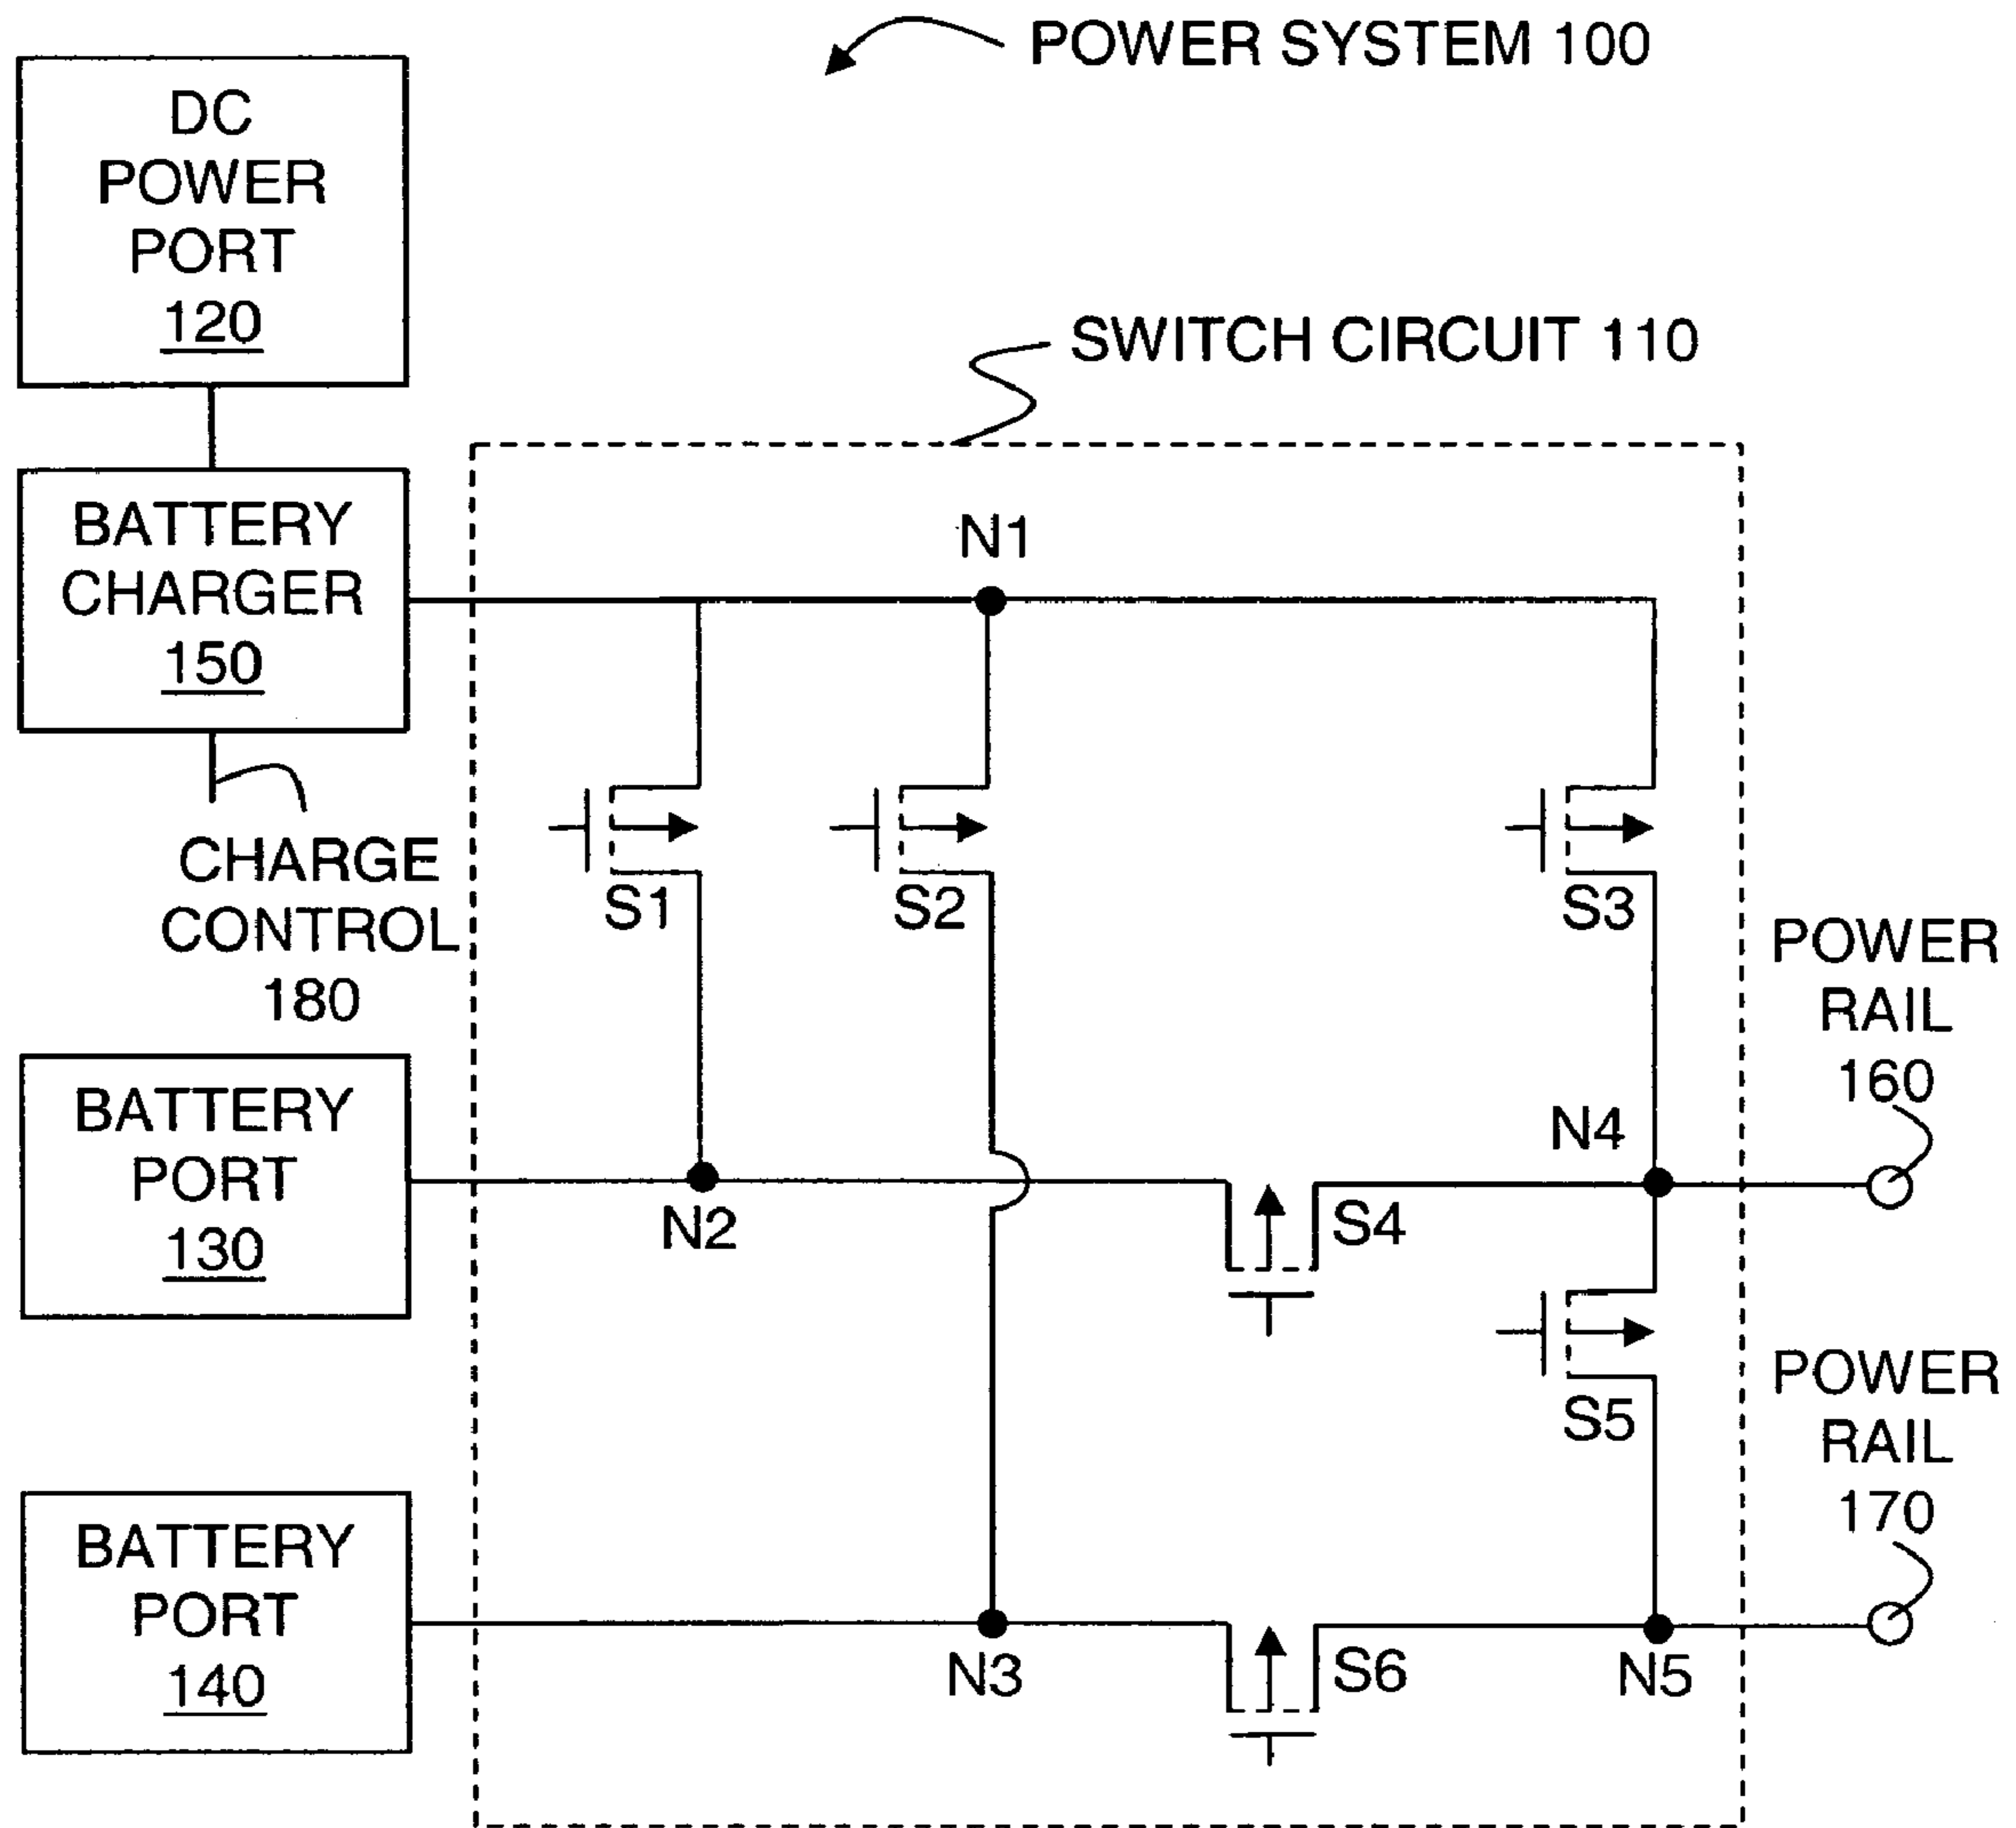 POWER SYSTEM 100
DC
POWER
PORT
120
SWITCH CIRCUIT 110
BATTERY
CHARGER
150
N1
S1
S2
S3
CHARGE
CONTROL
180
POWER
RAIL
160
BATTERY
PORT
130
N2
N4
S4
S5
POWER
RAIL
170
BATTERY
PORT
140
N3
S6
N5